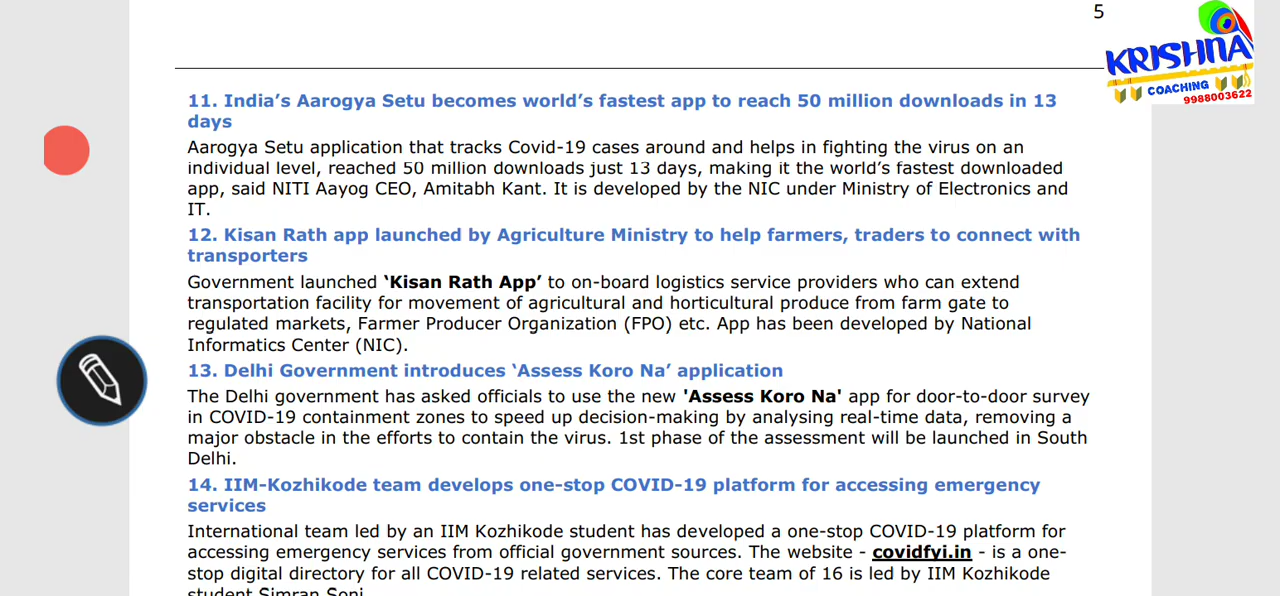 5
KRISHNA
COACHING
9988003622
11. India’s Aarogya Setu becomes world’s fastest app to reach 50 million downloads in 13
days
Aarogya Setu application that tracks Covid-19 cases around and helps in fighting the virus on an
individual level, reached 50 million downloads just 13 days, making it the world’s fastest downloaded
app, said NITI Aayog CEO, Amitabh Kant. It is developed by the NIC under Ministry of Electronics and
IT.
12. Kisan Rath app launched by Agriculture Ministry to help farmers, traders to connect with
transporters
Government launched ‘Kisan Rath App’ to on-board logistics service providers who can extend
transportation facility for movement of agricultural and horticultural produce from farm gate to
regulated markets, Farmer Producer Organization (FPO) etc. App has been developed by National
Informatics Center (NIC).
13. Delhi Government introduces ‘Assess Koro Na’ application
The Delhi government has asked officials to use the new 'Assess Koro Na' app for door-to-door survey
in COVID-19 containment zones to speed up decision-making by analysing real-time data, removing a
major obstacle in the efforts to contain the virus. 1st phase of the assessment will be launched in South
Delhi.
14. IIM-Kozhikode team develops one-stop COVID-19 platform for accessing emergency
services
International team led by an IIM Kozhikode student has developed a one-stop COVID-19 platform for
accessing emergency services from official government sources. The website - covidfyi.in - is a one-
stop digital directory for all COVID-19 related services. The core team of 16 is led by IIM Kozhikode
student Simran Soni